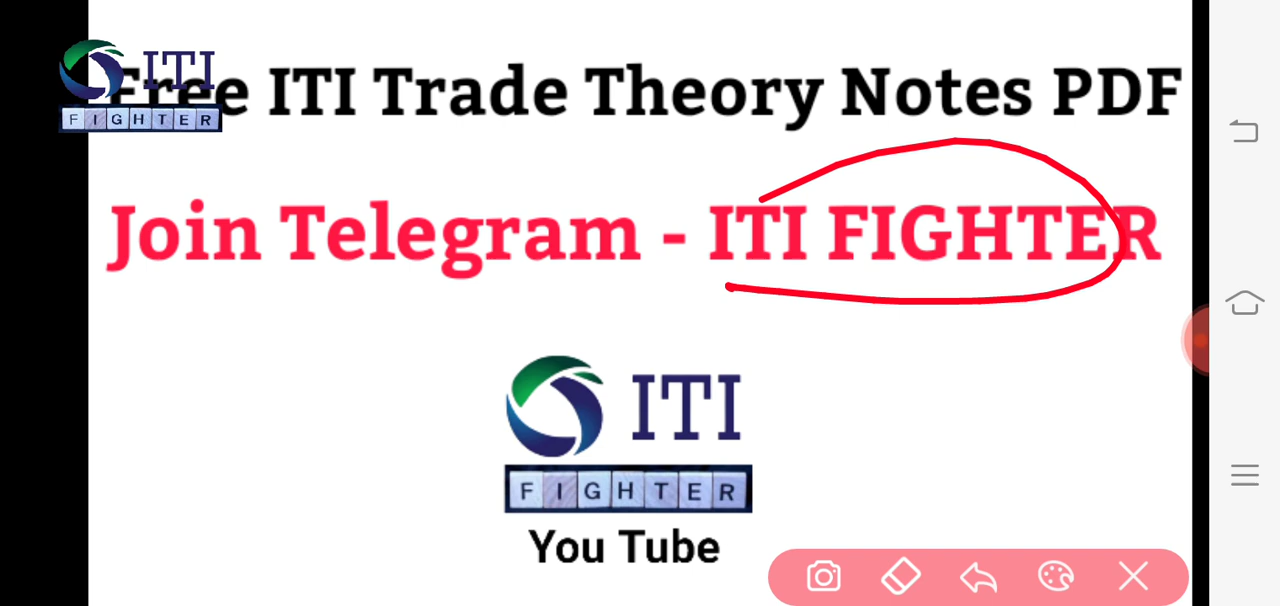 ITI
FIGHTER
Free ITI Trade Theory Notes PDF
Join Telegram - ITI FIGHTER
ITI
FIGHTER
You Tube